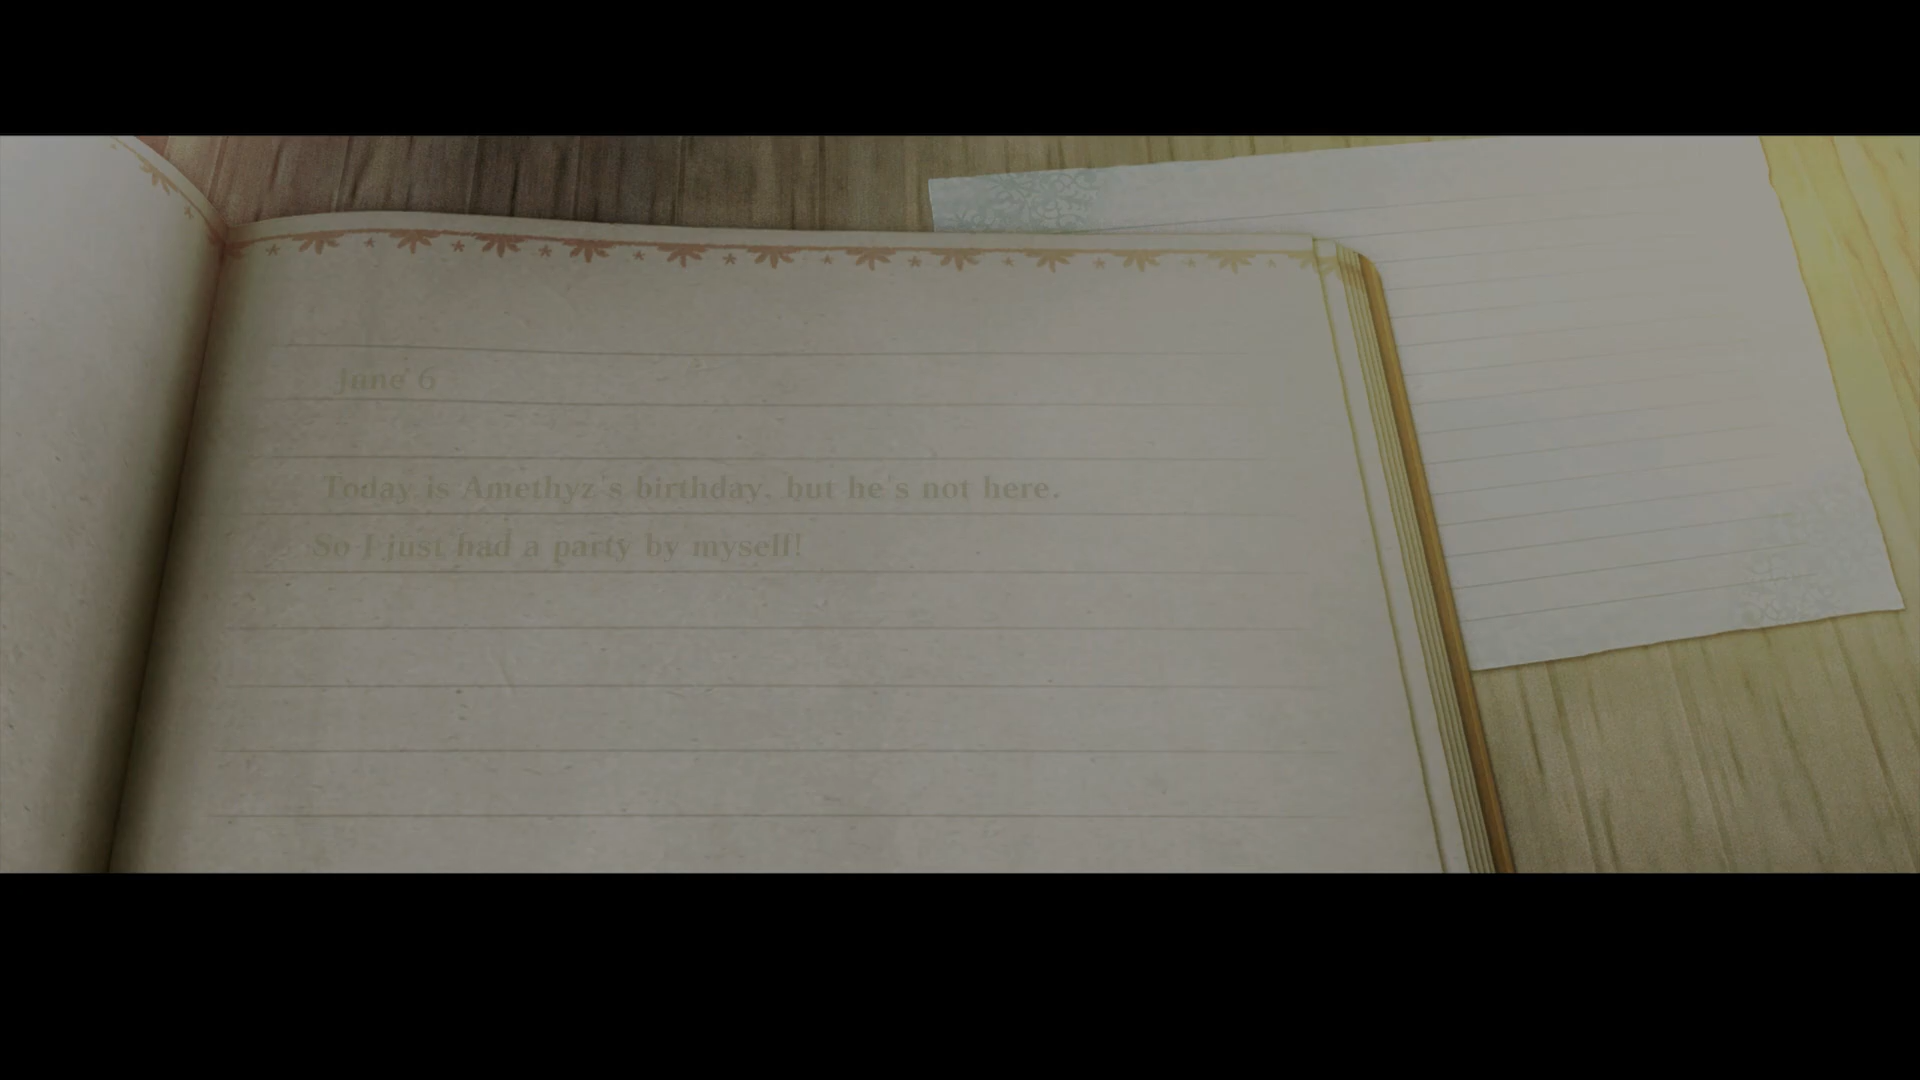 June 6
Today is Amethyz's birthday, but he's not here.
So I just had a party by myself!